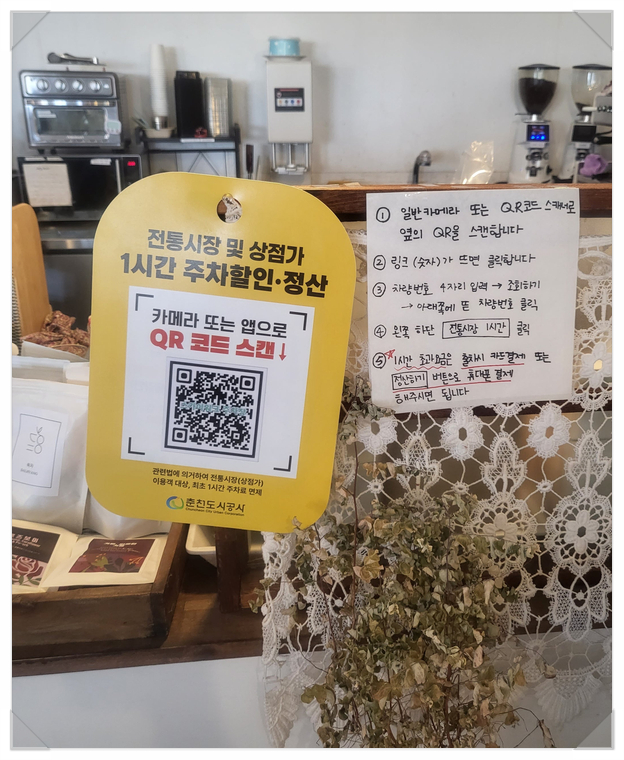 전통시장 및 상점가
1시간 주차할인·정산
카메라 또는 앱으로
QR 코드 스캔↓
관련법에 의거하여 전통시장(상점가)
이용객 대상, 최초 1시간 주차료 면제
춘천도시공사
Chuncheon City Urban Corporation
① 일반카메라 또는 QR코드 스캐너로
옆의 QR을 스캔합니다
② 링크 (숫자)가 뜨면 클릭합니다
③ 차량번호 4자리 입력 → 조회하기
→ 아래쪽에 뜬 차량번호 클릭
④ 왼쪽 하단 전통시장 1시간 클릭
⑤ 1시간 초과요금은 출차시 카드결제 또는
정산하기 버튼으로 휴대폰 결제
해주시면 됩니다